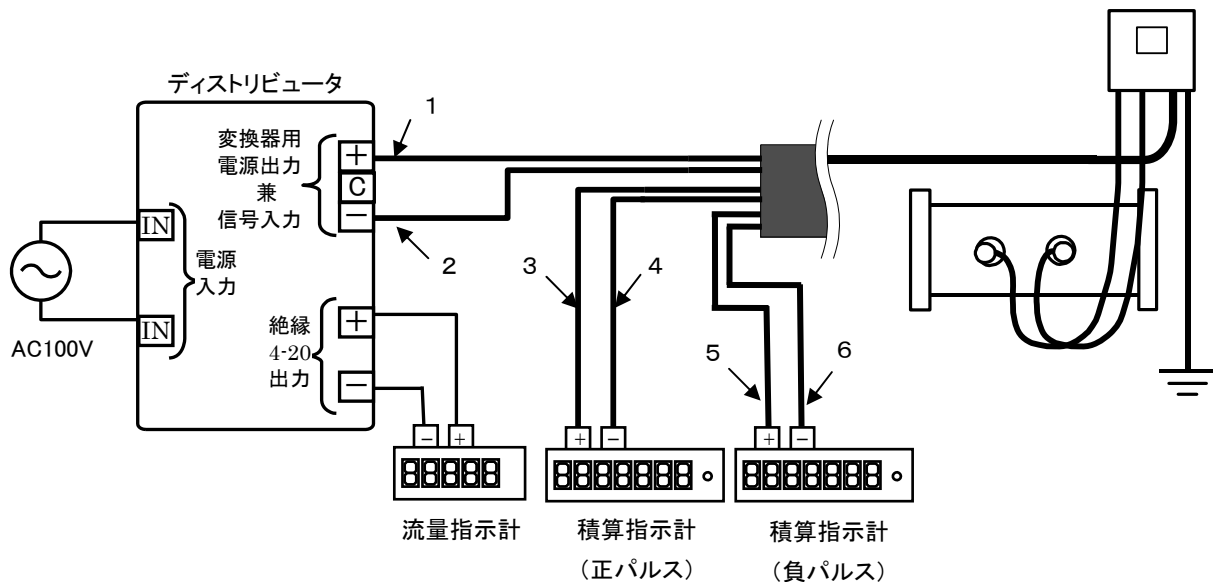 ディストリビュータ
変換器用
電源出力
兼
信号入力
+
C
−
1
2
IN
電源
入力
IN
AC100V
絶縁
4-20
出力
+
−
3
4
5
6
− +
+ −
+ −
88888
8888888
8888888
流量指示計
積算指示計
（正パルス）
積算指示計
（負パルス）